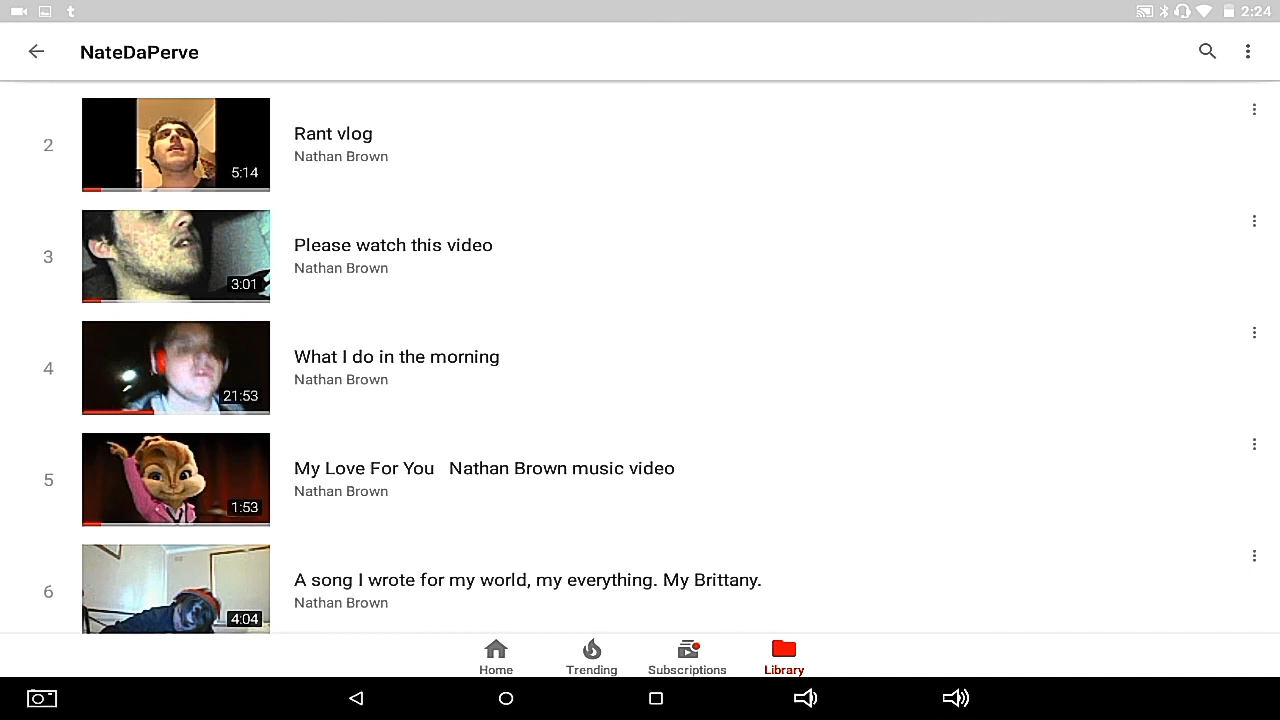 2:24
NateDaPerve
2
5:14
Rant vlog
Nathan Brown
3
3:01
Please watch this video
Nathan Brown
4
21:53
What I do in the morning
Nathan Brown
5
1:53
My Love For You   Nathan Brown music video
Nathan Brown
6
4:04
A song I wrote for my world, my everything. My Brittany.
Nathan Brown
Home Trending Subscriptions Library